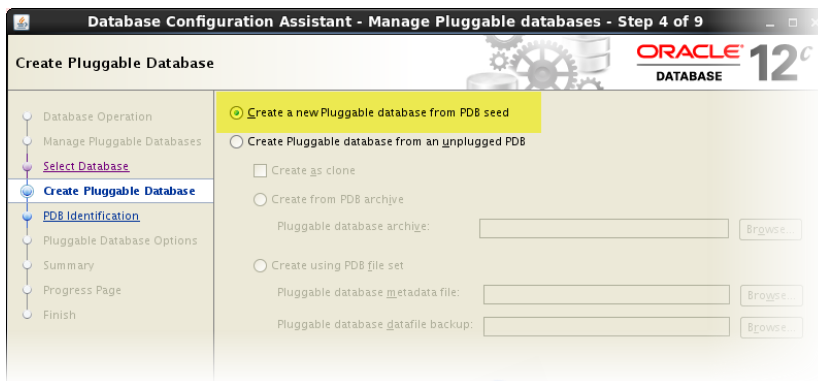 Database Configuration Assistant - Manage Pluggable databases - Step 4 of 9
Create Pluggable Database
ORACLE
DATABASE
12c
Database Operation
Manage Pluggable Databases
Select Database
Create Pluggable Database
PDB Identification
Pluggable Database Options
Summary
Progress Page
Finish
Create a new Pluggable database from PDB seed
Create Pluggable database from an unplugged PDB
Create as clone
Create from PDB archive
Pluggable database archive: Browse...
Create using PDB file set
Pluggable database metadata file: Browse...
Pluggable database datafile backup: Browse...